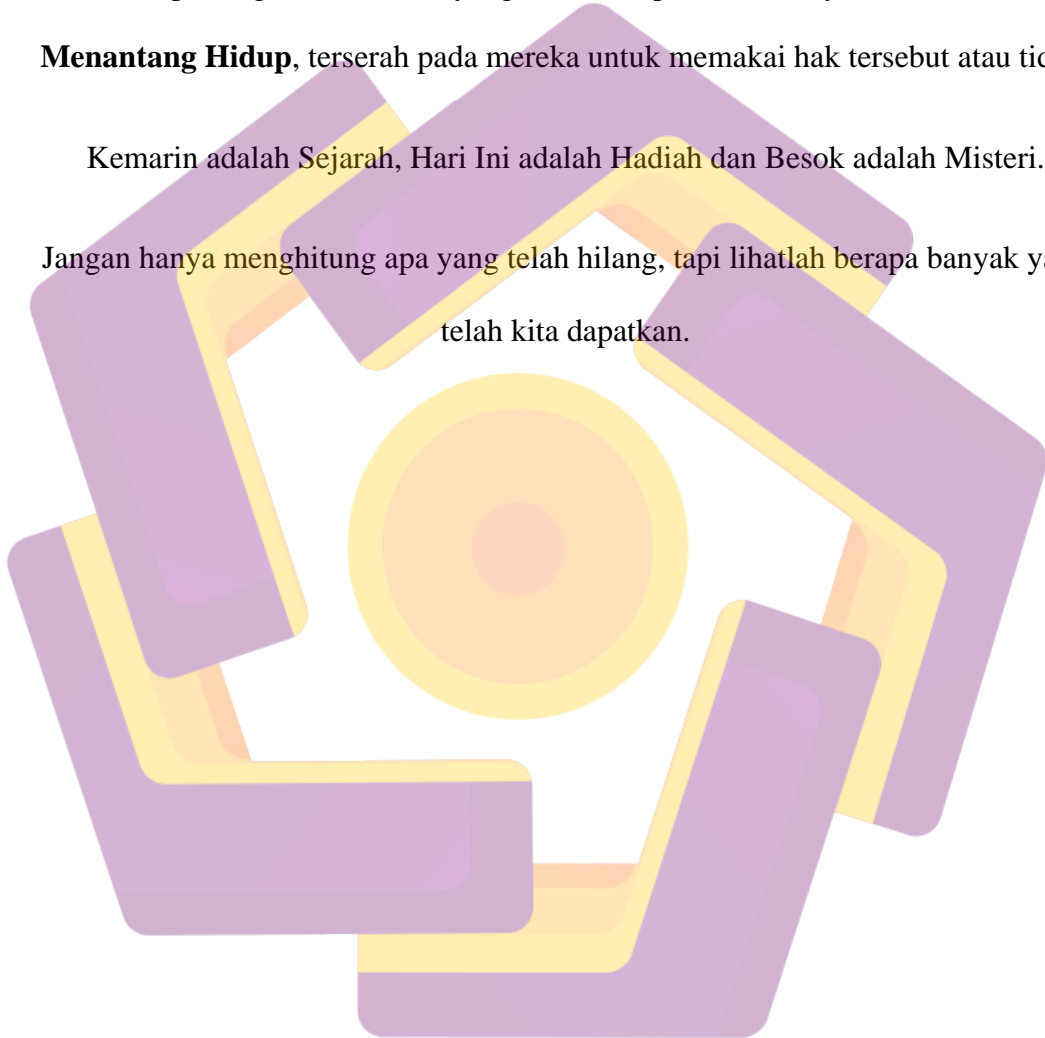 Menantang Hidup, terserah pada mereka untuk memakai hak tersebut atau
Kemarin adalah Sejarah, Hari Ini adalah Hadiah dan Besok adalah Misteri.
Jangan hanya menghitung apa yang telah hilang, tapi lihatlah berapa banyak
telah kita dapatkan.